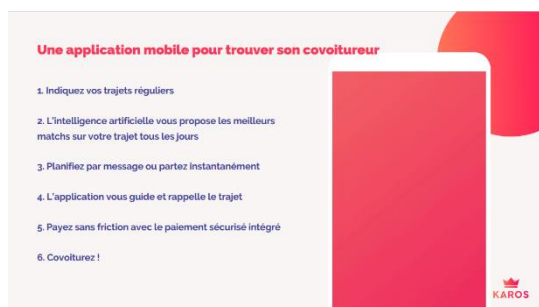 Une application mobile pour trouver son covoitureur
1. Indiquez vos trajets réguliers
2. L'intelligence artificielle vous propose les meilleurs
matchs sur votre trajet tous les jours
3. Planifiez par message ou partez instantanément
4. L'application vous guide et rappelle le trajet
5. Payez sans friction avec le paiement sécurisé intégré
6. Covoiturez !
KAROS